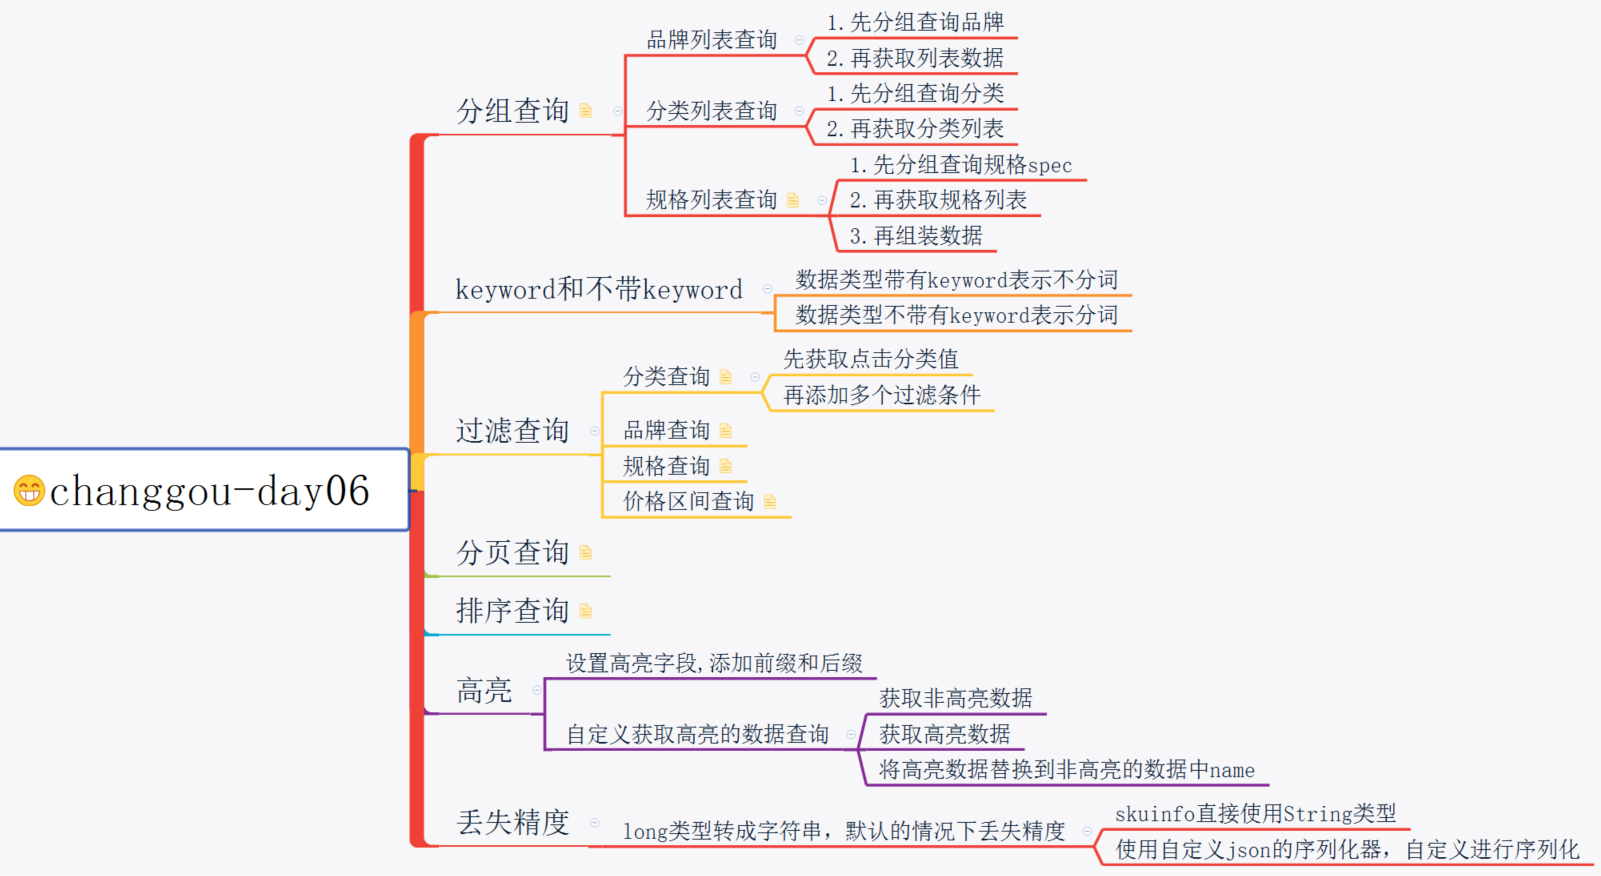 changgou-day06
分组查询
品牌列表查询
1.先分组查询品牌
2.再获取列表数据
分类列表查询
1.先分组查询分类
2.再获取分类列表
规格列表查询
1.先分组查询规格spec
2.再获取规格列表
3.再组装数据
keyword和不带keyword
数据类型带有keyword表示不分词
数据类型不带有keyword表示分词
过滤查询
分类查询
先获取点击分类值
再添加多个过滤条件
品牌查询
规格查询
价格区间查询
分页查询
排序查询
高亮
设置高亮字段,添加前缀和后缀
自定义获取高亮的数据查询
获取非高亮数据
获取高亮数据
将高亮数据替换到非高亮的数据中name
丢失精度
long类型转成字符串，默认的情况下丢失精度
skuinfo直接使用String类型
使用自定义json的序列化器，自定义进行序列化